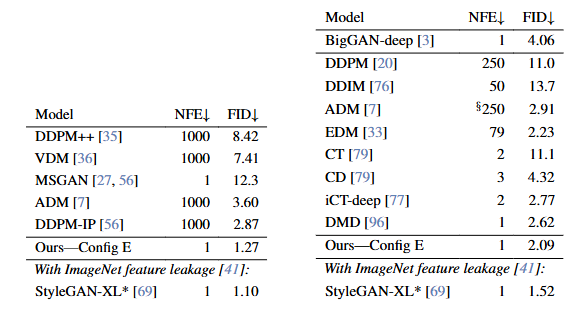 Model NFE↓ FID↓
DDPM++ [35] 1000 8.42
VDM [36] 1000 7.41
MSGAN [27, 56] 1 12.3
ADM [7] 1000 3.60
DDPM-IP [56] 1000 2.87
Ours—Config E 1 1.27
With ImageNet feature leakage [41]:
StyleGAN-XL* [69] 1 1.10
Model NFE↓ FID↓
BigGAN-deep [3] 1 4.06
DDPM [20] 250 11.0
DDIM [76] 50 13.7
ADM [7] §250 2.91
EDM [33] 79 2.23
CT [79] 2 11.1
CD [79] 3 4.32
iCT-deep [77] 2 2.77
DMD [96] 1 2.62
Ours—Config E 1 2.09
With ImageNet feature leakage [41]:
StyleGAN-XL* [69] 1 1.52